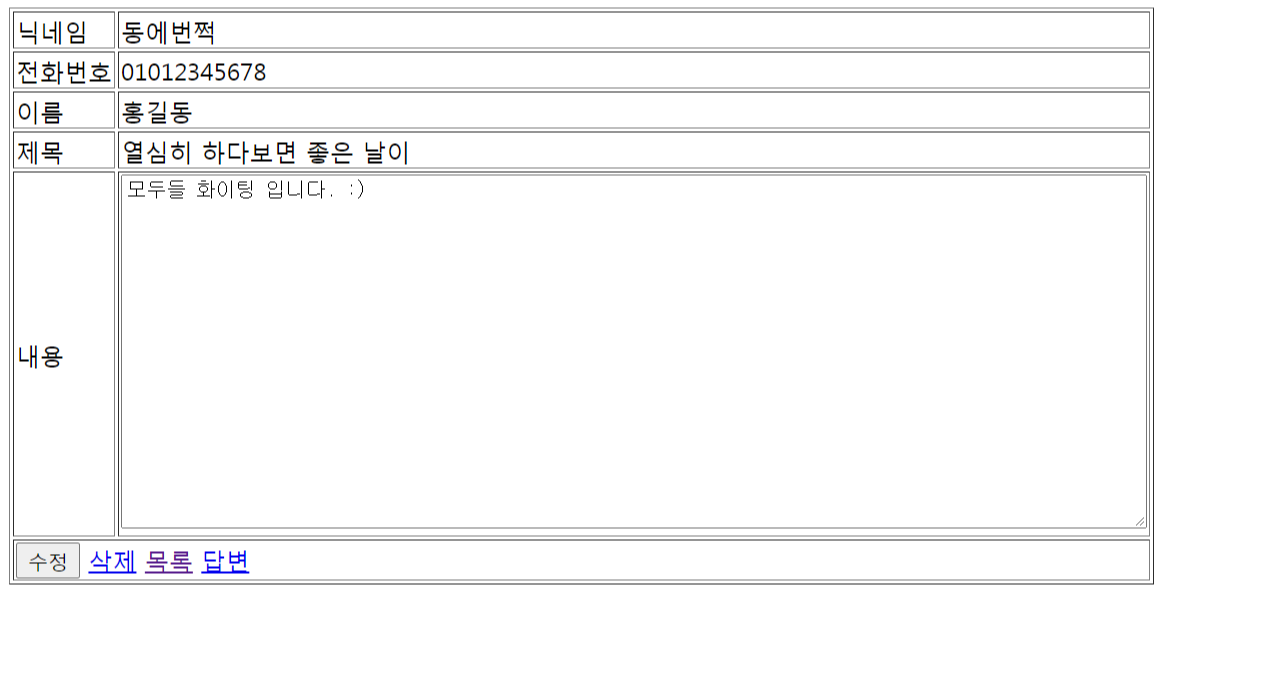 닉네임 동에번쩍
전화번호 01012345678
이름 홍길동
제목 열심히 하다보면 좋은 날이
모두들 화이팅 입니다. :)
내용
수정 삭제 목록 답변